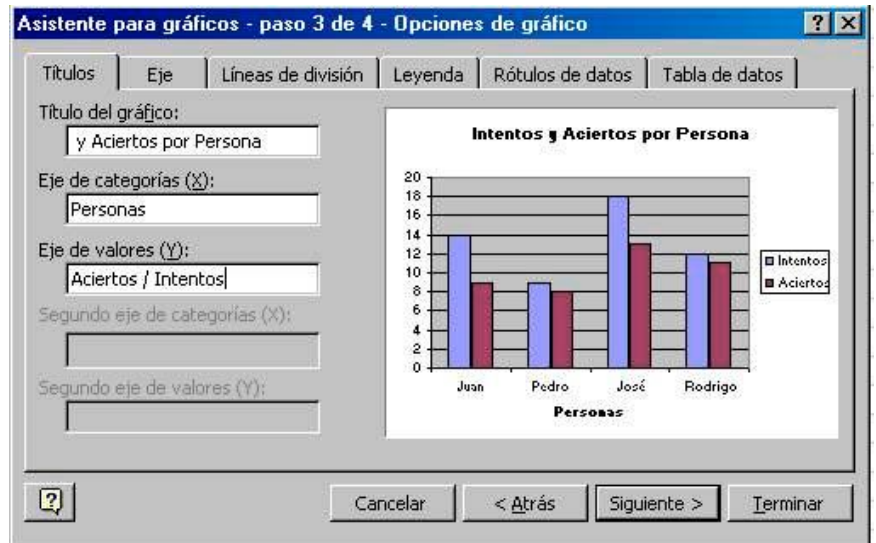 Asistente para gráficos - paso 3 de 4 - Opciones de gráfico
Títulos Eje Líneas de división Leyenda Rótulos de datos Tabla de datos
Título del gráfico:
y Aciertos por Persona
Eje de categorías (X):
Personas
Eje de valores (Y):
Aciertos / Intentos
Segundo eje de categorías (X):
Segundo eje de valores (Y):
Intentos y Aciertos por Persona
20
18
16
14
12
10
8
6
4
2
0
Juan Pedro José Rodrigo
Personas
Intentos
Aciertos
Cancelar < Atrás Siguiente > Terminar